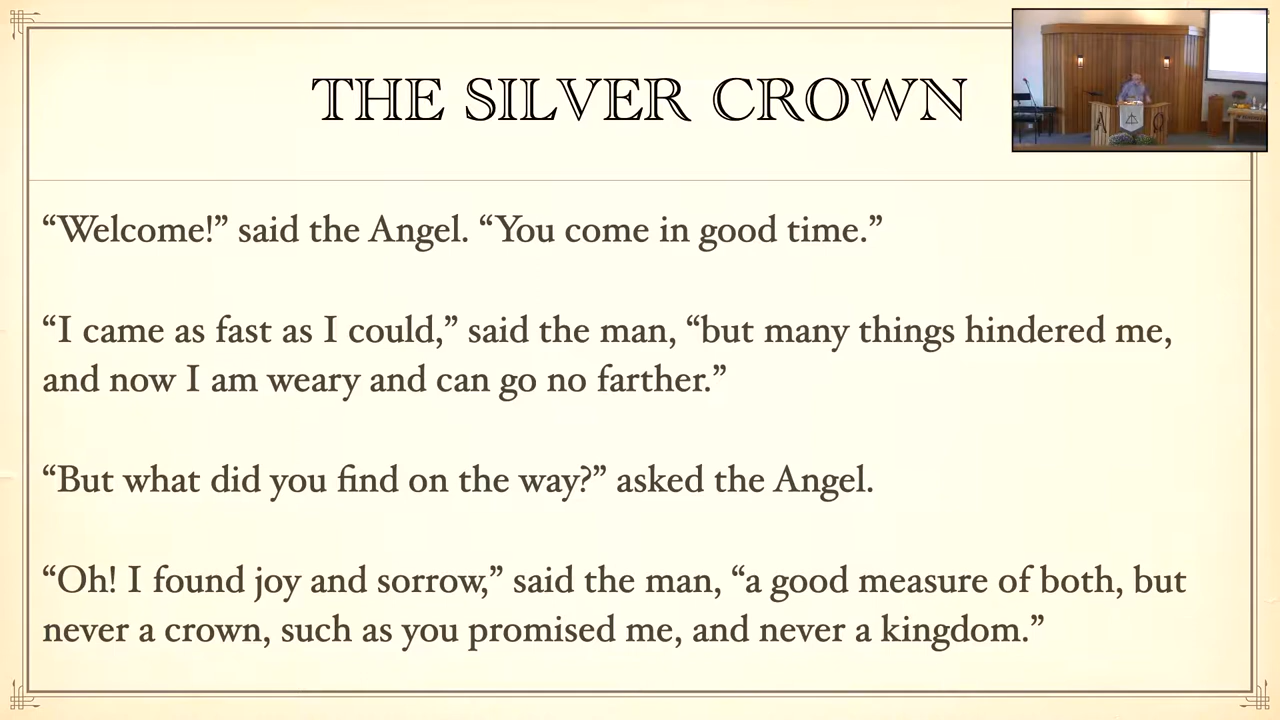 THE SILVER CROWN
“Welcome!” said the Angel. “You come in good time.”
“I came as fast as I could,” said the man, “but many things hindered me,
and now I am weary and can go no farther.”
“But what did you find on the way?” asked the Angel.
“Oh! I found joy and sorrow,” said the man, “a good measure of both, but
never a crown, such as you promised me, and never a kingdom.”